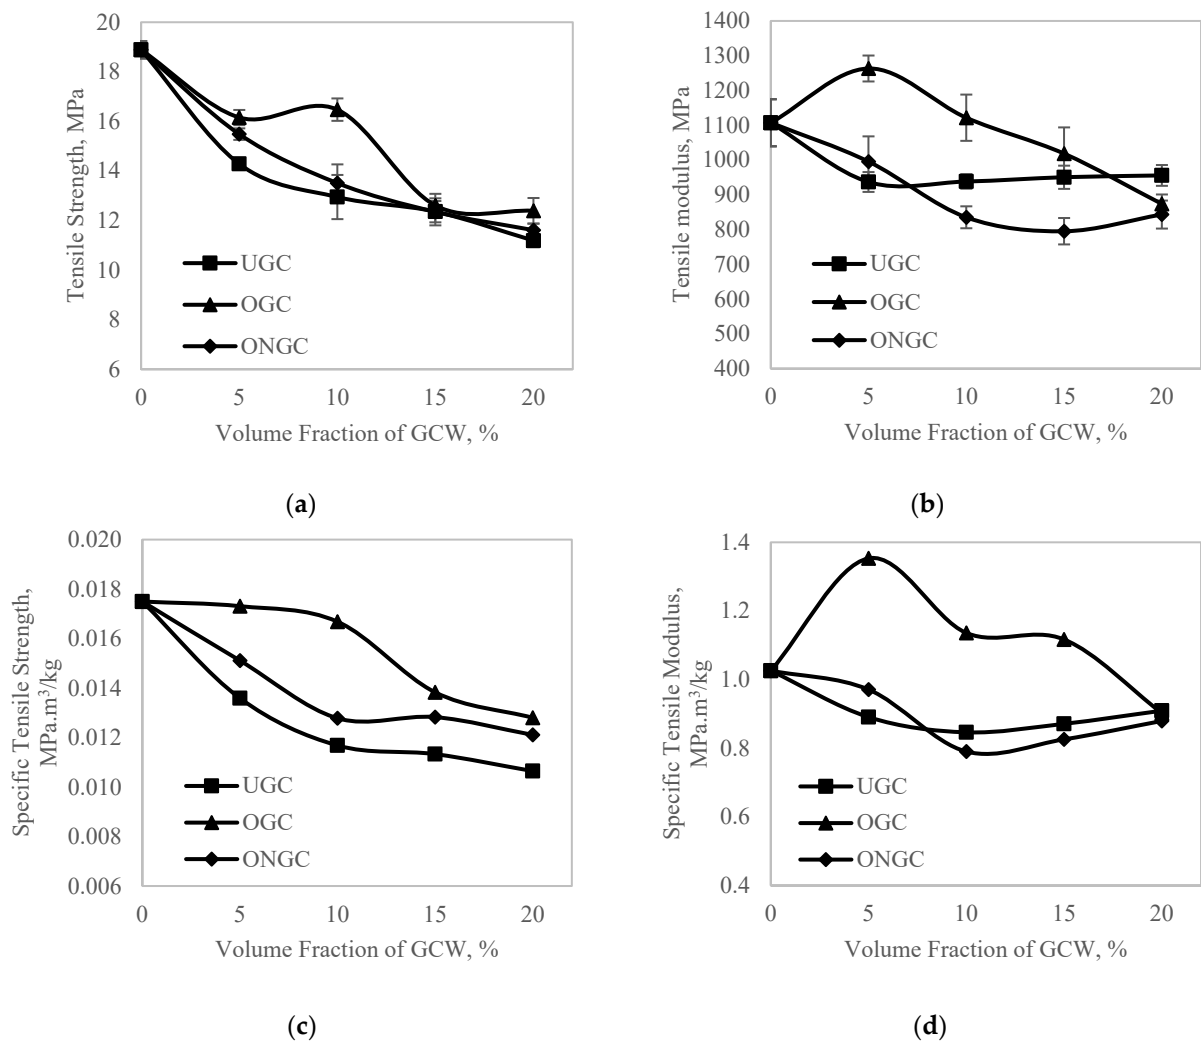 20
18
16
14
12
10
8
6
Tensile Strength, MPa
UGC
OGC
ONGC
0 5 10 15 20
Volume Fraction of GCW, %
(a)
1400
1300
1200
1100
1000
900
800
700
600
500
400
Tensile modulus, MPa
UGC
OGC
ONGC
0 5 10 15 20
Volume Fraction of GCW, %
(b)
0.020
0.018
0.016
0.014
0.012
0.010
0.008
0.006
Specific Tensile Strength,
MPa.m³/kg
UGC
OGC
ONGC
0 5 10 15 20
Volume Fraction of GCW, %
(c)
1.4
1.2
1.0
0.8
0.6
0.4
Specific Tensile Modulus,
MPa.m³/kg
UGC
OGC
ONGC
0 5 10 15 20
Volume Fraction of GCW, %
(d)